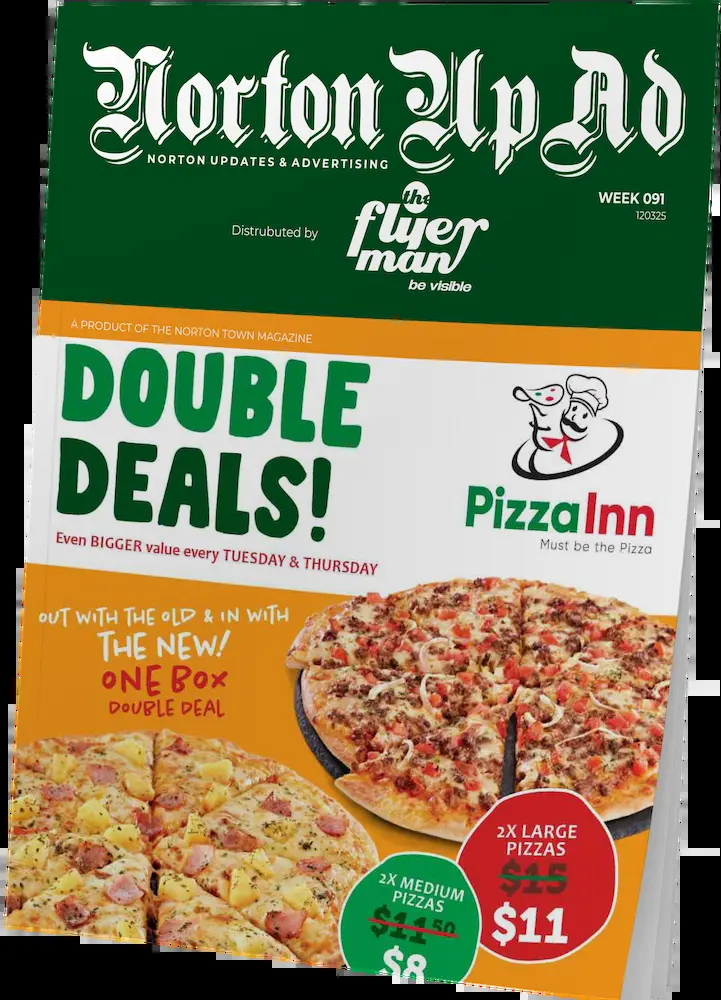 Norton Up Ad
NORTON UPDATES & ADVERTISING
WEEK 091
120325
Distrubuted by
the
flyer
man
be visible
A PRODUCT OF THE NORTON TOWN MAGAZINE
DOUBLE
DEALS!
Even BIGGER value every TUESDAY & THURSDAY
PizzaInn
Must be the Pizza
OUT WITH THE OLD & IN WITH
THE NEW!
ONE BOX
DOUBLE DEAL
2X LARGE
PIZZAS
$15
$11
2X MEDIUM
PIZZAS
$11.50
$8